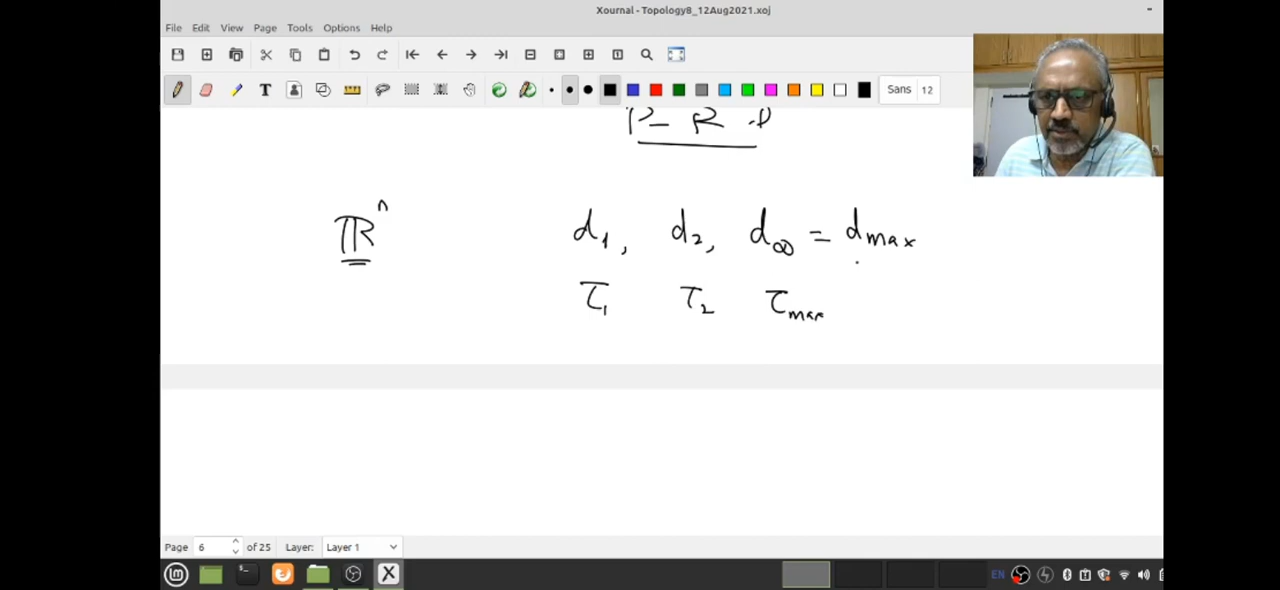 Xournal - Topology8_12Aug2021.xoj
File Edit View Page Tools Options Help
Sans 12
ℝⁿ d₁, d₂, d∞ = dmax
τ₁ τ₂ τmax
Page 6 of 25 Layer: Layer 1
EN